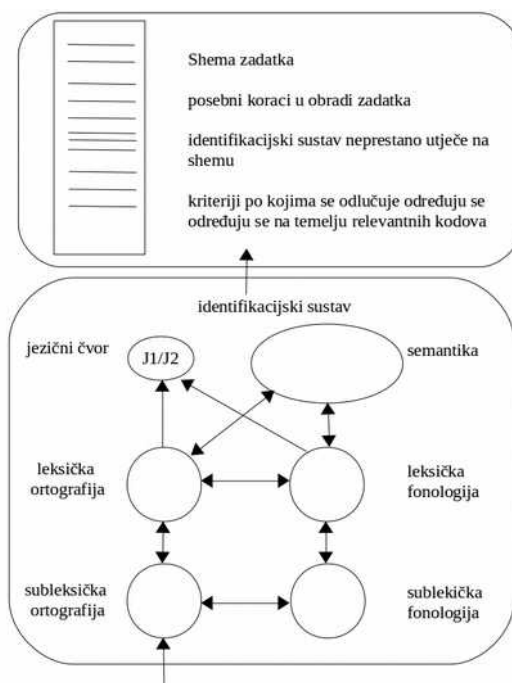 Shema zadatka
posebni koraci u obradi zadatka
identifikacijski sustav neprestano utječe na
shemu
kriteriji po kojima se odlučuje određuju se
određuju se na temelju relevantnih kodova
identifikacijski sustav
jezični čvor
J1/J2
semantika
leksička
ortografija
leksička
fonologija
subleksička
ortografija
sublekička
fonologija